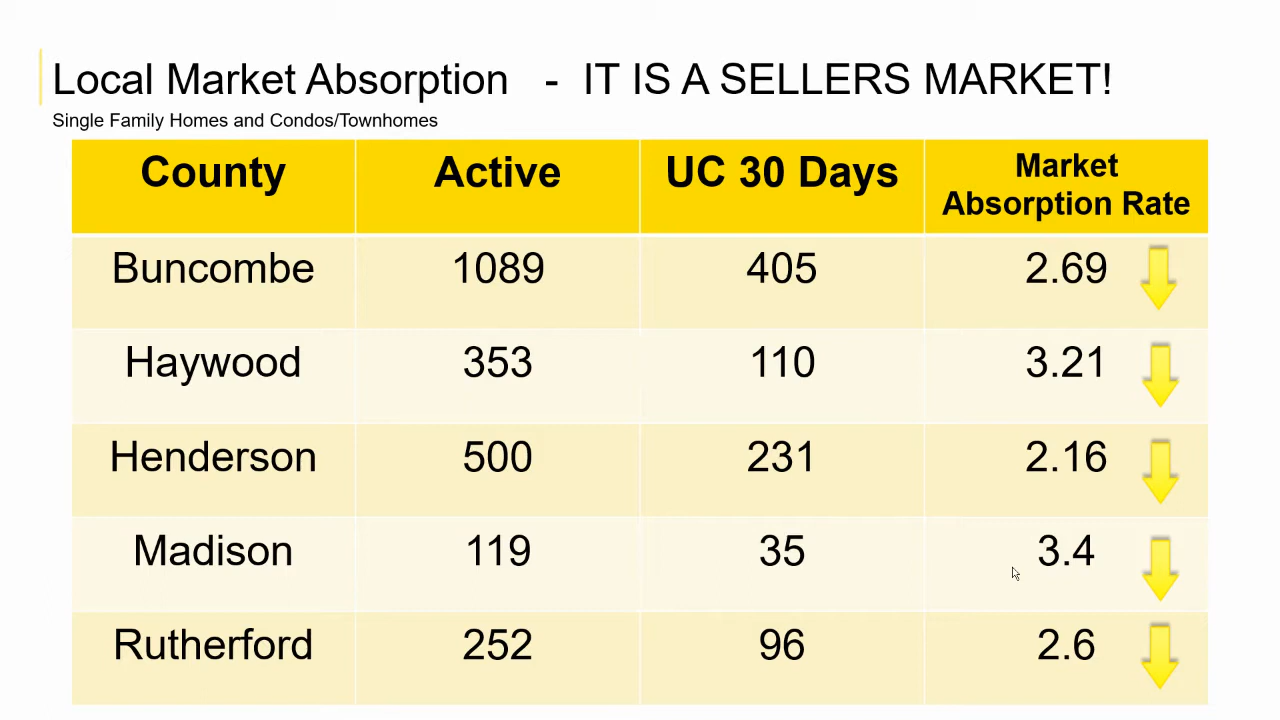 Local Market Absorption - IT IS A SELLERS MARKET!
Single Family Homes and Condos/Townhomes
County Active UC 30 Days Market Absorption Rate
Buncombe 1089 405 2.69
Haywood 353 110 3.21
Henderson 500 231 2.16
Madison 119 35 3.4
Rutherford 252 96 2.6